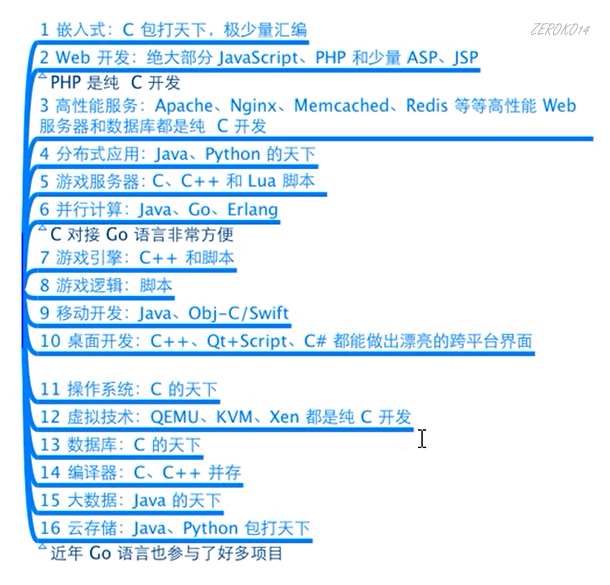 ZEROKO14
1 嵌入式：C 包打天下，极少量汇编
2 Web 开发：绝大部分 JavaScript、PHP 和少量 ASP、JSP
PHP 是纯 C 开发
3 高性能服务：Apache、Nginx、Memcached、Redis 等等高性能 Web
服务器和数据库都是纯 C 开发
4 分布式应用：Java、Python 的天下
5 游戏服务器：C、C++ 和 Lua 脚本
6 并行计算：Java、Go、Erlang
C 对接 Go 语言非常方便
7 游戏引擎：C++ 和脚本
8 游戏逻辑：脚本
9 移动开发：Java、Obj-C/Swift
10 桌面开发：C++、Qt+Script、C# 都能做出漂亮的跨平台界面
11 操作系统：C 的天下
12 虚拟技术：QEMU、KVM、Xen 都是纯 C 开发
13 数据库：C 的天下
14 编译器：C、C++ 并存
15 大数据：Java 的天下
16 云存储：Java、Python 包打天下
近年 Go 语言也参与了好多项目